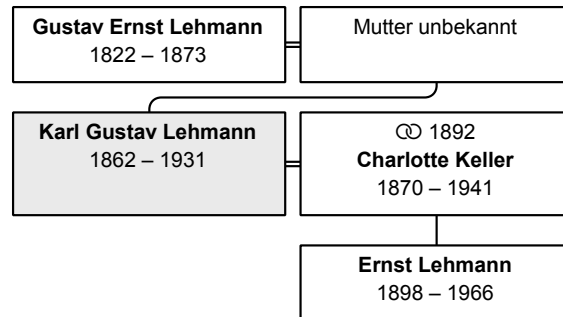 Gustav Ernst Lehmann
1822 – 1873
Mutter unbekannt
Karl Gustav Lehmann
1862 – 1931
⚭ 1892
Charlotte Keller
1870 – 1941
Ernst Lehmann
1898 – 1966